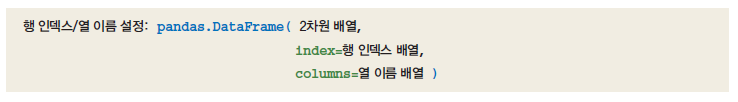 행 인덱스/열 이름 설정: pandas.DataFrame( 2차원 배열,
index=행 인덱스 배열,
columns=열 이름 배열 )